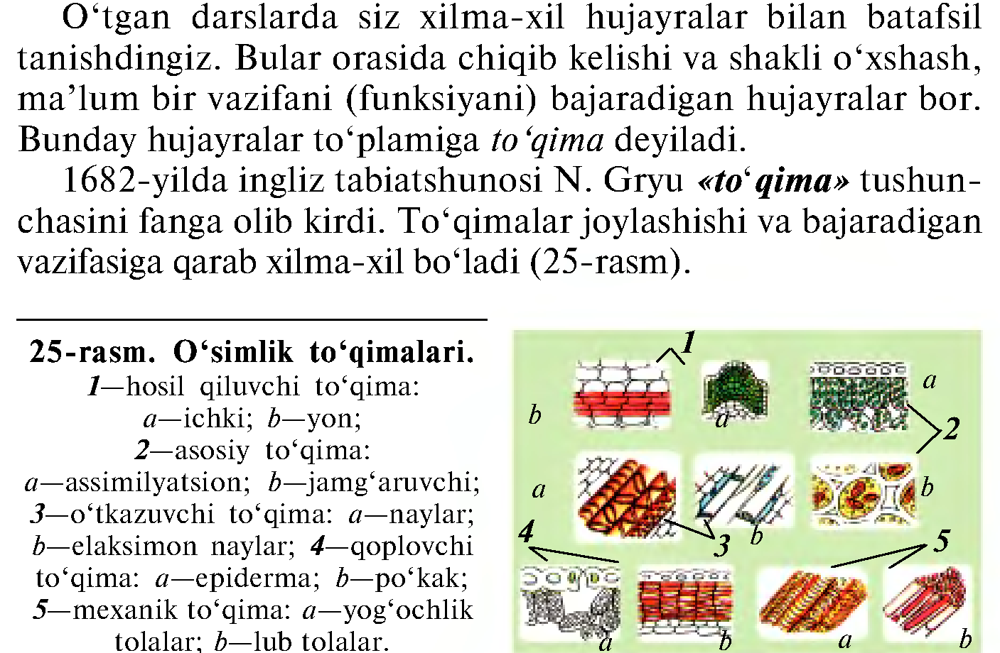 O‘tgan darslarda siz xilma-xil hujayralar bilan batafsil
tanishdingiz. Bular orasida chiqib kelishi va shakli o‘xshash,
ma’lum bir vazifani (funksiyani) bajaradigan hujayralar bor.
Bunday hujayralar to‘plamiga to‘qima deyiladi.
1682-yilda ingliz tabiatshunosi N. Gryu «to‘qima» tushun-
chasini fanga olib kirdi. To‘qimalar joylashishi va bajaradigan
vazifasiga qarab xilma-xil bo‘ladi (25-rasm).
25-rasm. O‘simlik to‘qimalari.
1—hosil qiluvchi to‘qima:
a—ichki; b—yon;
2—asosiy to‘qima:
a—assimilyatsion; b—jamg‘aruvchi;
3—o‘tkazuvchi to‘qima: a—naylar;
b—elaksimon naylar; 4—qoplovchi
to‘qima: a—epiderma; b—po‘kak;
5—mexanik to‘qima: a—yog‘ochlik
tolalar; b—lub tolalar.
1
b
a
a
2
a
b
b
4
3
5
a
b
a
b